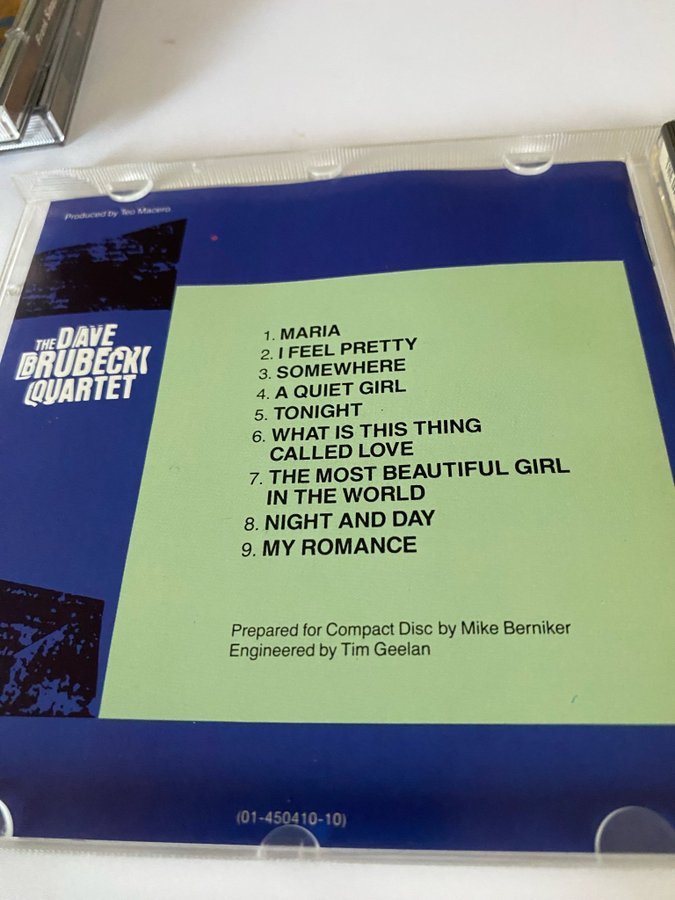 Produced by Teo Macero
THE DAVE
BRUBECK
QUARTET
1. MARIA
2. I FEEL PRETTY
3. SOMEWHERE
4. A QUIET GIRL
5. TONIGHT
6. WHAT IS THIS THING
CALLED LOVE
7. THE MOST BEAUTIFUL GIRL
IN THE WORLD
8. NIGHT AND DAY
9. MY ROMANCE
Prepared for Compact Disc by Mike Berniker
Engineered by Tim Geelan
(01-450410-10)